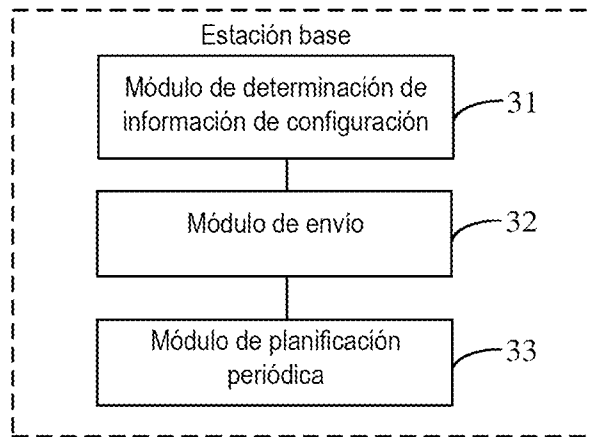 Estación base
Módulo de determinación de
información de configuración
31
Módulo de envío
32
Módulo de planificación
periódica
33